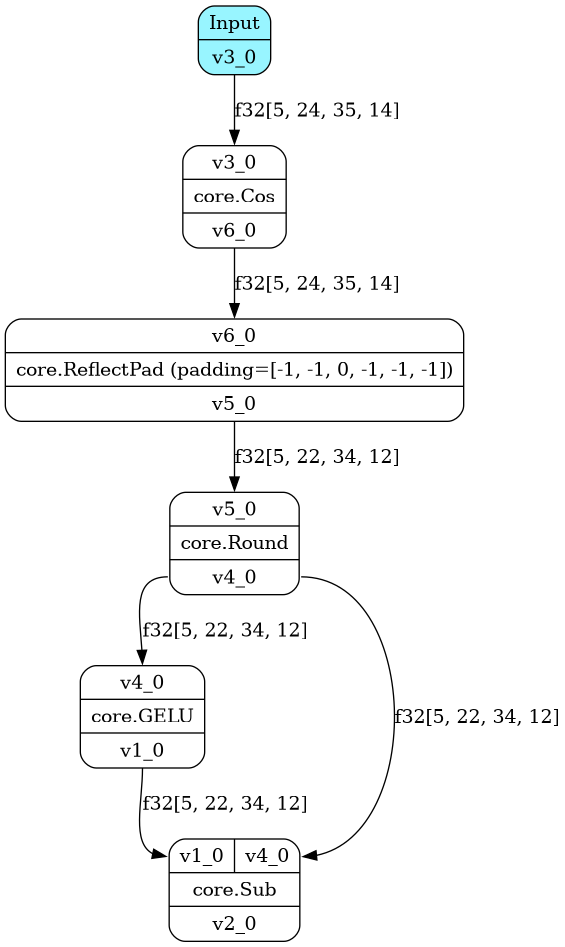 Input
v3_0
f32[5, 24, 35, 14]
v3_0
core.Cos
v6_0
f32[5, 24, 35, 14]
v6_0
core.ReflectPad (padding=[-1, -1, 0, -1, -1, -1])
v5_0
f32[5, 22, 34, 12]
v5_0
core.Round
v4_0
f32[5, 22, 34, 12]
v4_0
core.GELU
v1_0
f32[5, 22, 34, 12]
f32[5, 22, 34, 12]
v1_0 v4_0
core.Sub
v2_0